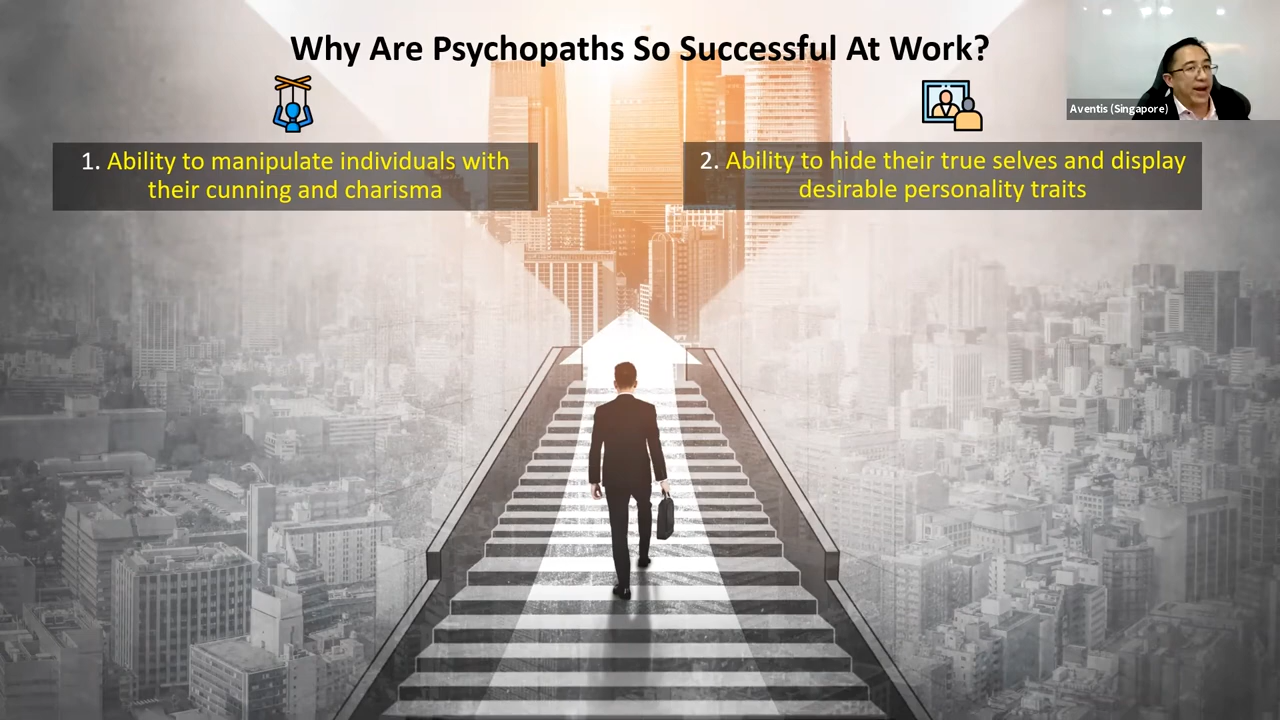 Why Are Psychopaths So Successful At Work?
Aventis (Singapore)
1. Ability to manipulate individuals with
their cunning and charisma
2. Ability to hide their true selves and display
desirable personality traits